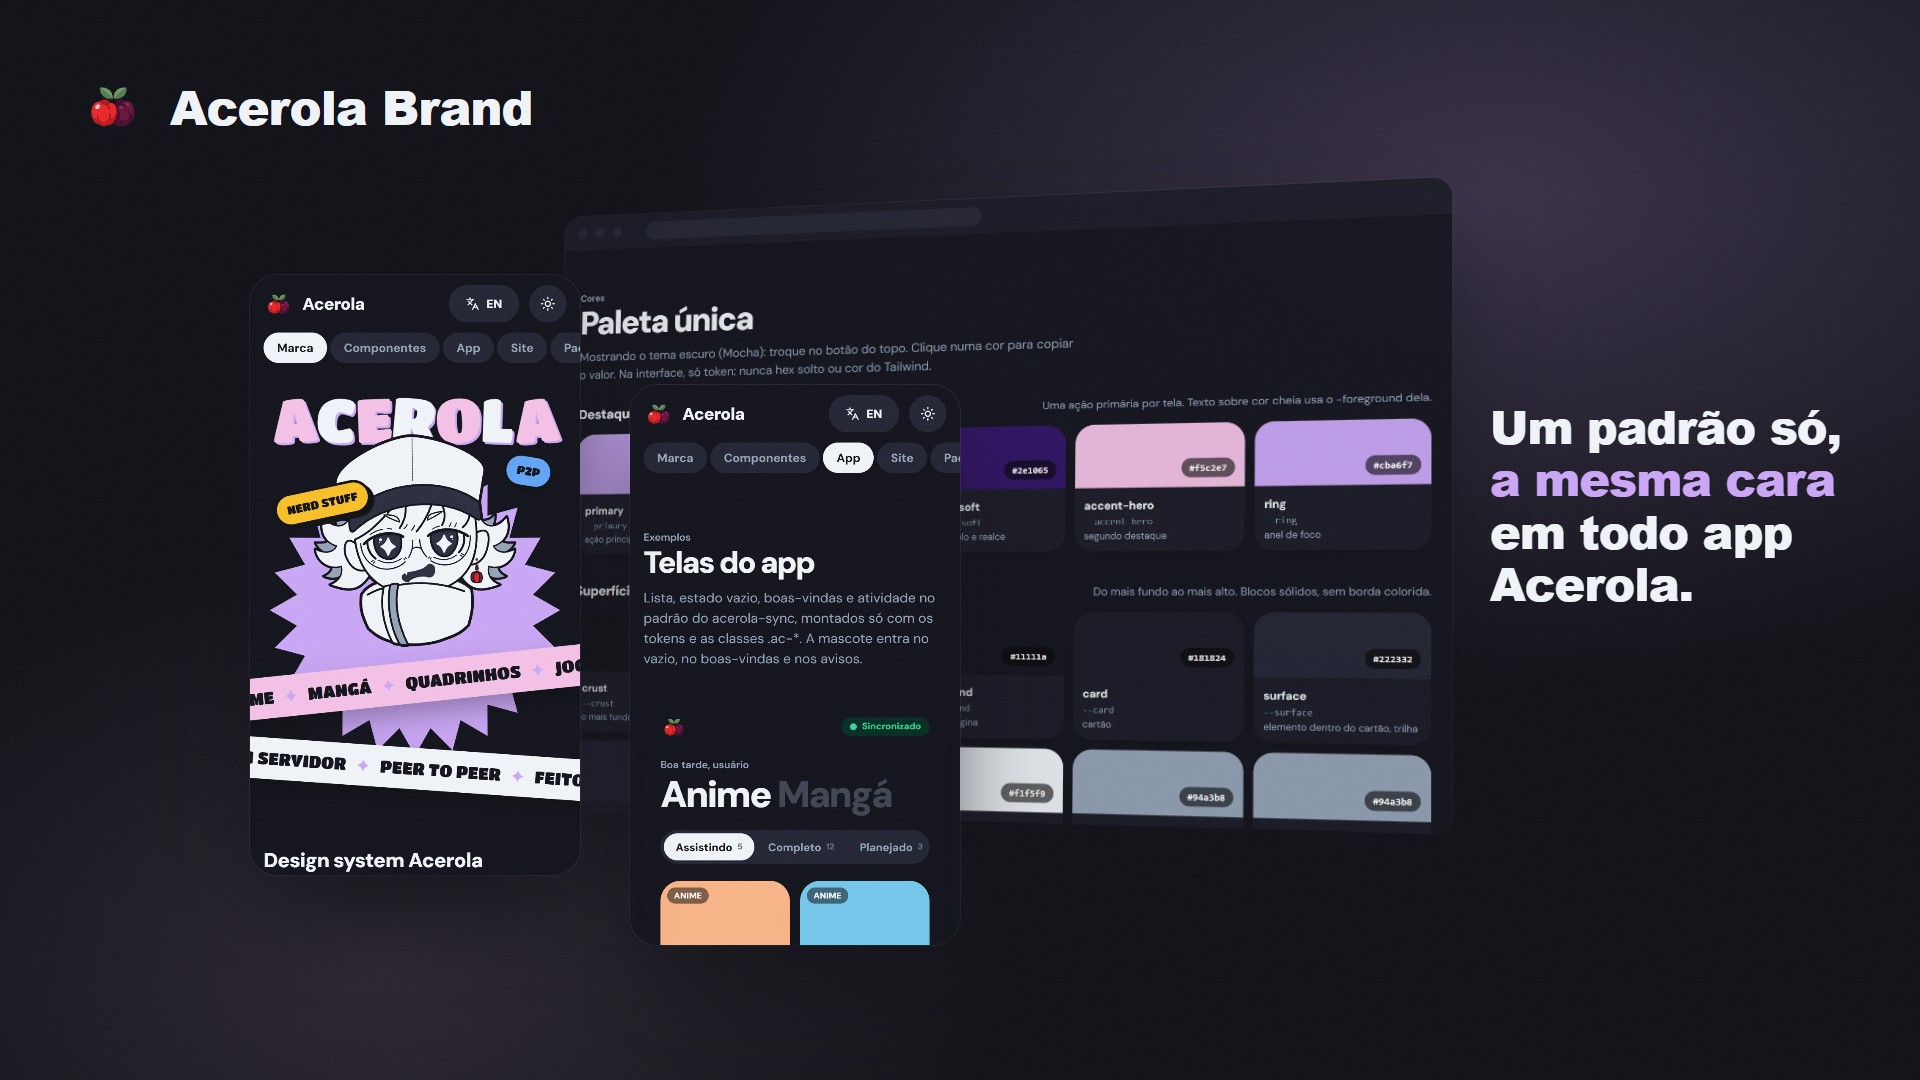 Acerola Brand
Acerola
EN
Marca
Componentes
App
Site
ACEROLA
P2P
NERD STUFF
MANGÁ ✦ QUADRINHOS ✦
SERVIDOR ✦ PEER TO PEER ✦ FEITO
Design system Acerola
Cores
Paleta única
Mostrando o tema escuro (Mocha): troque no botão do topo. Clique numa cor para copiar
o valor. Na interface, só token: nunca hex solto ou cor do Tailwind.
Uma ação primária por tela. Texto sobre cor cheia usa o -foreground dela.
primary
primary
#2e1065
#f5c2e7
accent-hero
segundo destaque
#cba6f7
ring
ring
anel de foco
Do mais fundo ao mais alto. Blocos sólidos, sem borda colorida.
crust
--crust
#11111a
#181824
card
--card
cartão
#222332
surface
--surface
elemento dentro do cartão, trilha
#f1f5f9
#94a3b8
#94a3b8
Acerola
EN
Marca
Componentes
App
Site
Exemplos
Telas do app
Lista, estado vazio, boas-vindas e atividade no
padrão do acerola-sync, montados só com os
tokens e as classes .ac-*. A mascote entra no
vazio, no boas-vindas e nos avisos.
Sincronizado
Boa tarde, usuário
Anime Mangá
Assistindo 5
Completo 12
Planejado 3
ANIME
ANIME
Um padrão só,
a mesma cara
em todo app
Acerola.